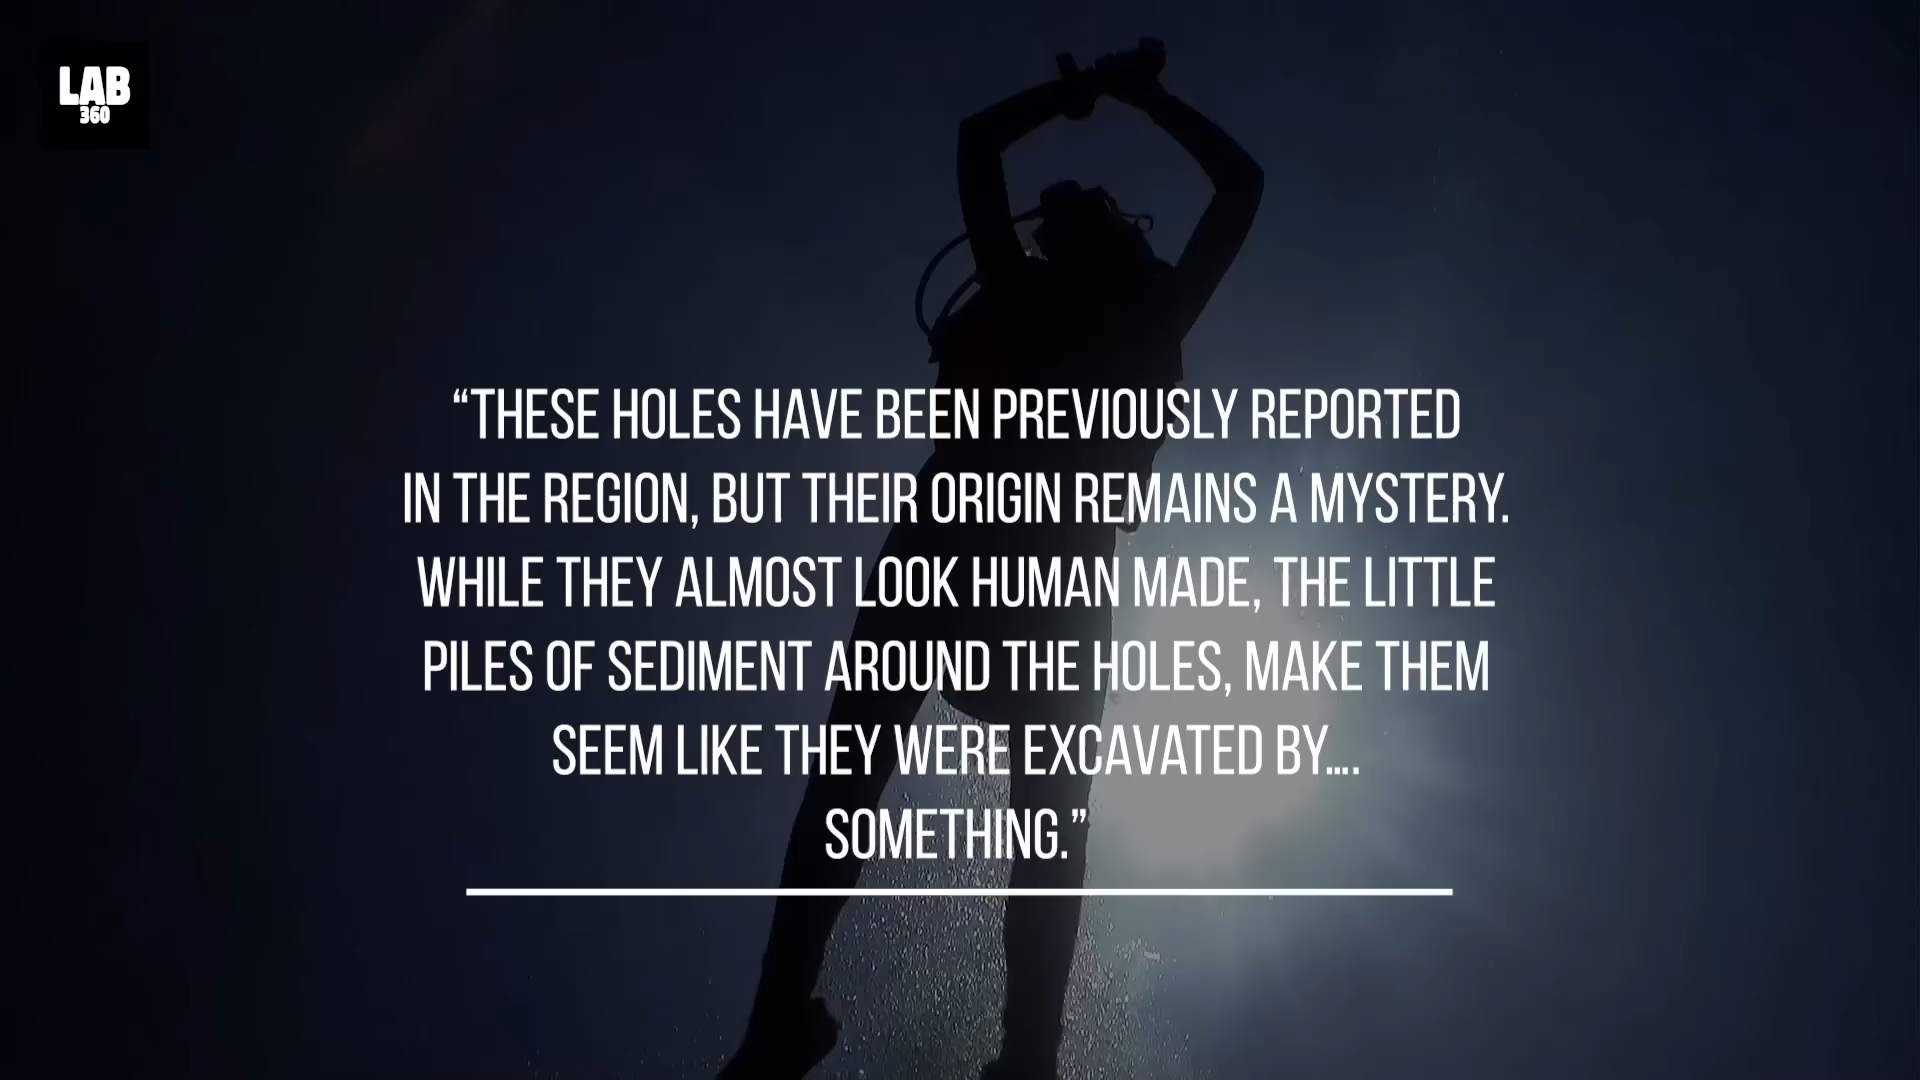 LAB
360
“THESE HOLES HAVE BEEN PREVIOUSLY REPORTED
IN THE REGION, BUT THEIR ORIGIN REMAINS A MYSTERY.
WHILE THEY ALMOST LOOK HUMAN MADE, THE LITTLE
PILES OF SEDIMENT AROUND THE HOLES, MAKE THEM
SEEM LIKE THEY WERE EXCAVATED BY....
SOMETHING.”